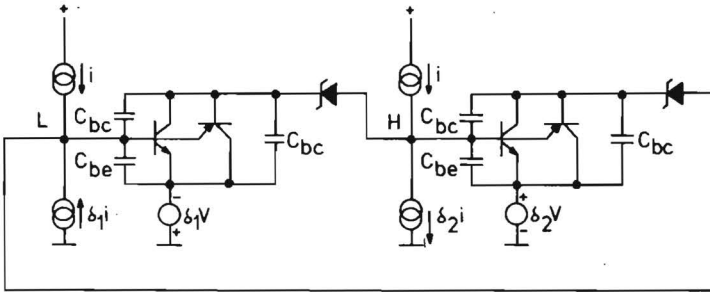 +
+
i
i
L
C_bc
C_be
C_bc
H
C_bc
C_be
C_bc
δ₁i
-
+
δ₁V
δ₂i
+
-
δ₂V